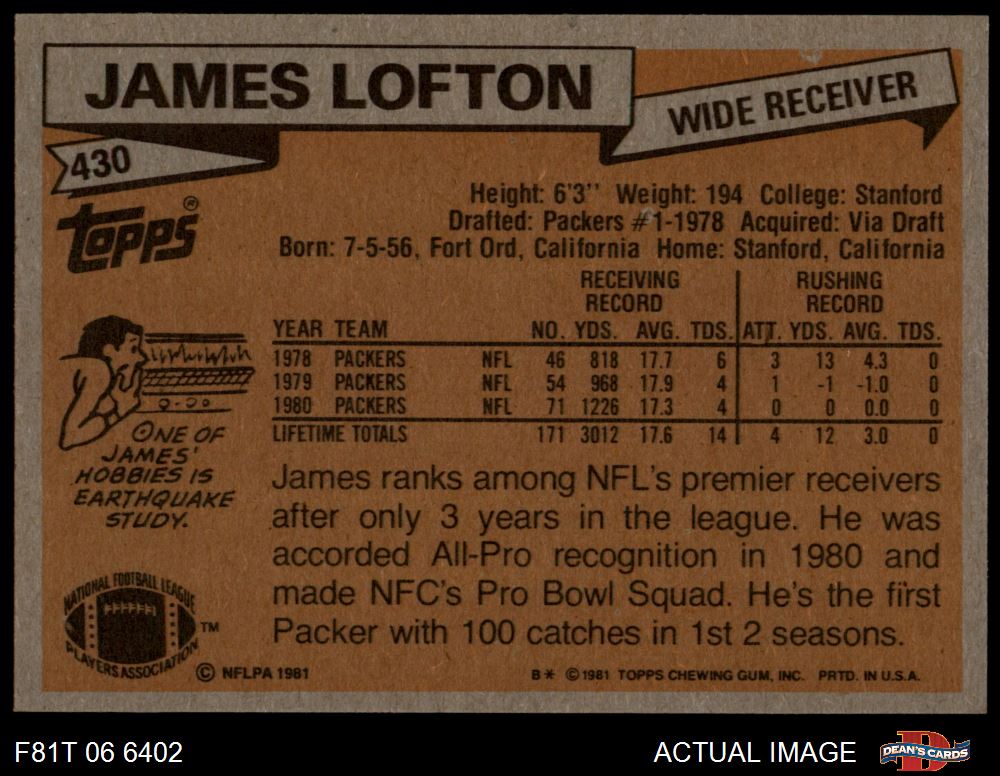 JAMES LOFTON
WIDE RECEIVER
430
Topps®
Height: 6'3'' Weight: 194 College: Stanford
Drafted: Packers #1-1978 Acquired: Via Draft
Born: 7-5-56, Fort Ord, California Home: Stanford, California
RECEIVING RECORD RUSHING RECORD
YEAR TEAM NO. YDS. AVG. TDS. ATT. YDS. AVG. TDS.
1978 PACKERS NFL 46 818 17.7 6 3 13 4.3 0
1979 PACKERS NFL 54 968 17.9 4 1 -1 -1.0 0
1980 PACKERS NFL 71 1226 17.3 4 0 0 0.0 0
LIFETIME TOTALS 171 3012 17.6 14 4 12 3.0 0
ONE OF
JAMES'
HOBBIES IS
EARTHQUAKE
STUDY.
James ranks among NFL's premier receivers
after only 3 years in the league. He was
accorded All-Pro recognition in 1980 and
made NFC's Pro Bowl Squad. He's the first
Packer with 100 catches in 1st 2 seasons.
NATIONAL FOOTBALL LEAGUE
PLAYERS ASSOCIATION
TM
© NFLPA 1981
B* © 1981 TOPPS CHEWING GUM, INC. PRTD. IN U.S.A.
F81T 06 6402
ACTUAL IMAGE
DEAN'S CARDS